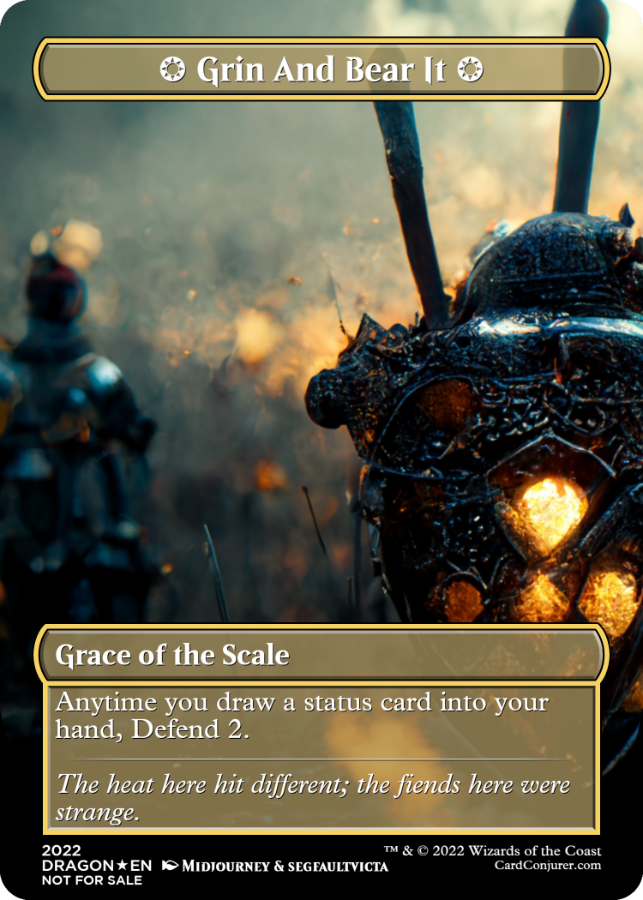 Grin And Bear It
Grace of the Scale
Anytime you draw a status card into your
hand, Defend 2.
The heat here hit different; the fiends here were
strange.
2022
DRAGON★EN MIDJOURNEY & SEGFAULTVICTA
NOT FOR SALE
™ & © 2022 Wizards of the Coast
CardConjurer.com